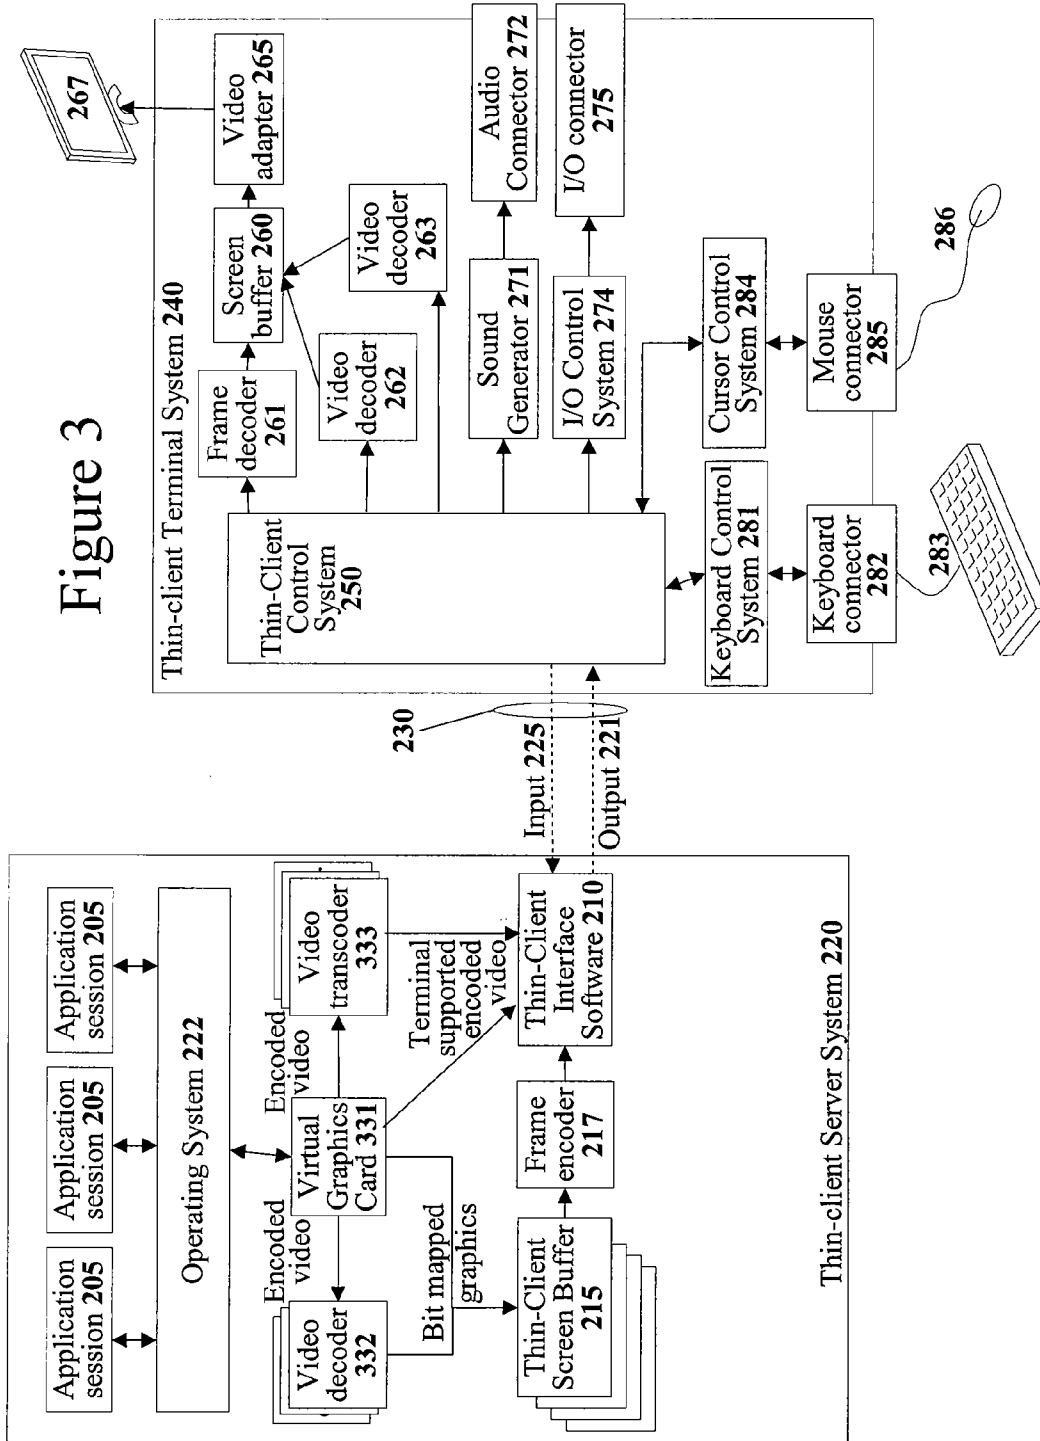 Figure 3
Application
session 205
Application
session 205
Application
session 205
Operating System 222
Encoded
video
Encoded
video
Video
decoder
332
Virtual
Graphics
Card 331
Video
transcoder
333
Bit mapped
graphics
Terminal
supported
encoded
video
Thin-Client
Screen Buffer
215
Frame
encoder
217
Thin-Client
Interface
Software 210
Thin-client Server System 220
230
Input 225
Output 221
Thin-client Terminal System 240
Thin-Client
Control
System
250
Frame
decoder
261
Screen
buffer 260
Video
adapter 265
267
Video
decoder
262
Video
decoder
263
Sound
Generator 271
Audio
Connector 272
I/O Control
System 274
I/O connector
275
Keyboard Control
System 281
Cursor Control
System 284
Keyboard
connector
282
Mouse
connector
285
283
286